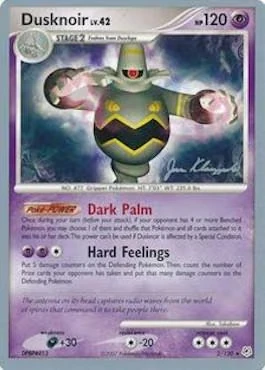 Dusknoir LV.42
HP 120
STAGE 2 Evolves from Dusclops
NO. 477 Gripper Pokémon HT: 7'03" WT: 235.0 lbs.
POKÉ-POWER Dark Palm
Once during your turn (before your attack), if your opponent has 4 or more Benched
Pokémon, you may choose 1 of them and shuffle that Pokémon and all cards attached to it
into his or her deck. This power can't be used if Dusknoir is affected by a Special Condition.
Hard Feelings
Put 5 damage counters on the Defending Pokémon. Then, count the number of
Prize cards your opponent has taken and put that many damage counters on the
Defending Pokémon.
The antenna on its head captures radio waves from the world
of spirits that command it to take people there.
weakness
+30
resistance
-20
retreat cost
DPBP#013
©2007 Pokémon
2/130